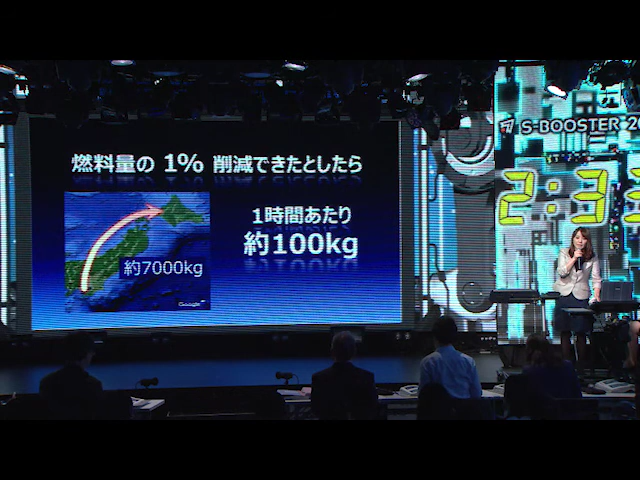 燃料量の 1% 削減できたとしたら
1時間あたり
約100kg
約7000kg
Google
S-BOOSTER 20
2:33